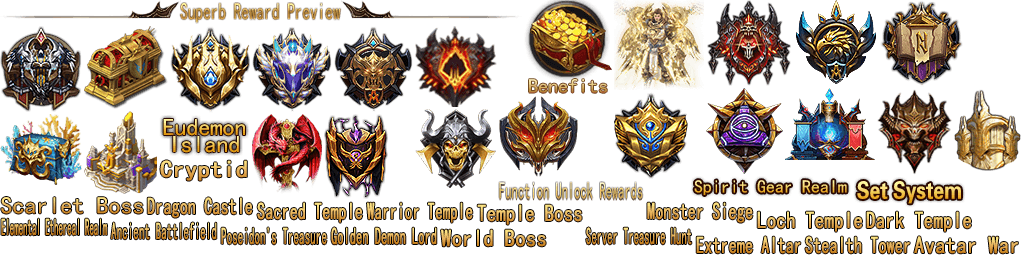 Superb Reward Preview
Benefits
Eudemon
Island
Cryptid
Function Unlock Rewards
Spirit Gear Realm
Set System
Scarlet Boss
Dragon Castle
Sacred Temple
Warrior Temple
Temple Boss
Monster Siege
Loch Temple
Dark Temple
Elemental Ethereal Realm
Ancient Battlefield
Poseidon's Treasure
Golden Demon Lord
World Boss
Server Treasure Hunt
Extreme Altar
Stealth Tower
Avatar War